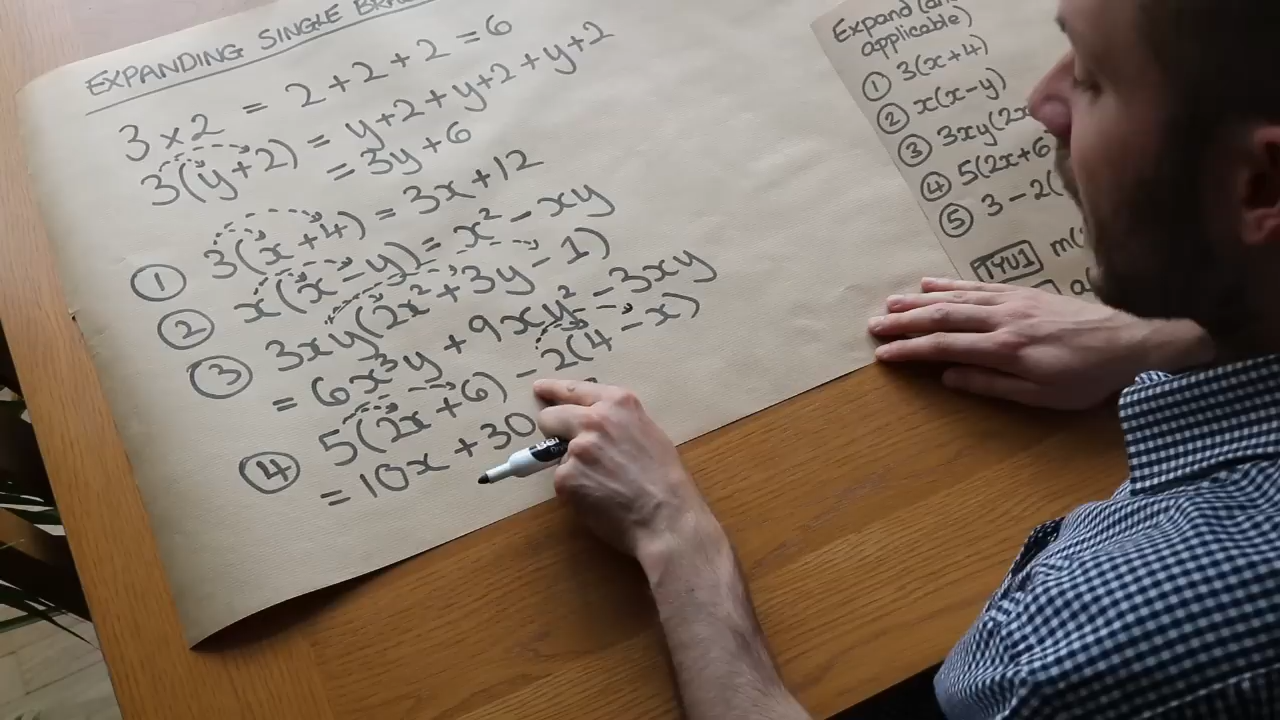 EXPANDING SINGLE
3 × 2 = 2 + 2 + 2 = 6
3(y+2) = y+2+y+2+y+2
= 3y + 6
① 3(x+4) = 3x + 12
② x(x−y) = x² − xy
③ 3xy(2x² + 3y − 1)
= 6x³y + 9xy² − 3xy
④ 5(2x+6) − 2(4−x)
= 10x + 30
Expand
applicable)
① 3(x+4)
② x(x−y)
③ 3xy(2x
④ 5(2x+6
⑤ 3−2(
TYU1 m(